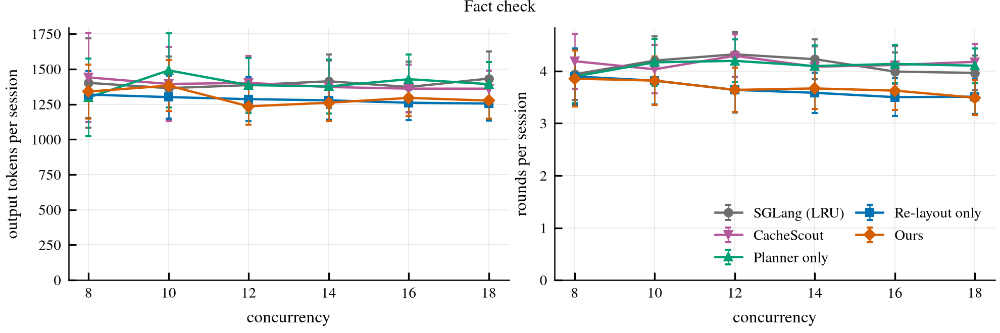 Fact check
output tokens per session
1750
1500
1250
1000
750
500
250
0
8 10 12 14 16 18
concurrency
rounds per session
4
3
2
1
0
8 10 12 14 16 18
concurrency
SGLang (LRU)
CacheScout
Planner only
Re-layout only
Ours